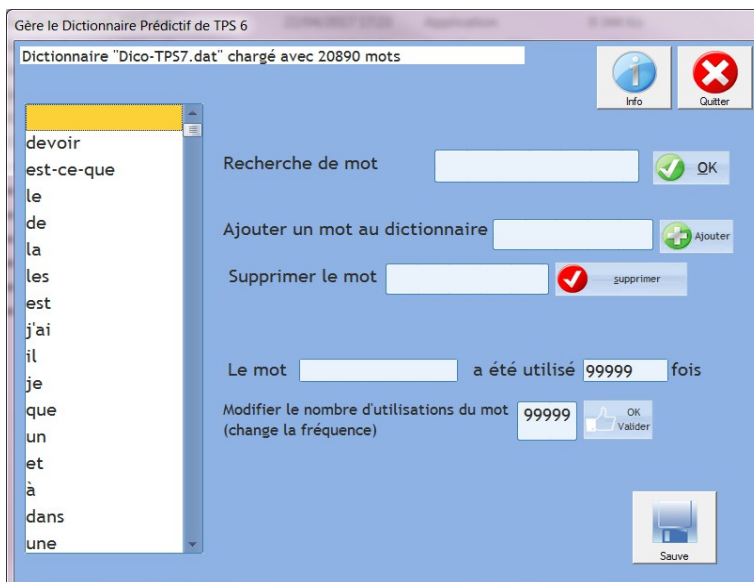 Gère le Dictionnaire Prédictif de TPS 6
Dictionnaire "Dico-TPS7.dat" chargé avec 20890 mots
Info
Quitter
devoir
est-ce-que
le
de
la
les
est
j'ai
il
je
que
un
et
à
dans
une
Recherche de mot
OK
Ajouter un mot au dictionnaire
Ajouter
Supprimer le mot
supprimer
Le mot a été utilisé 99999 fois
Modifier le nombre d'utilisations du mot
(change la fréquence)
99999
OK
Valider
Sauve